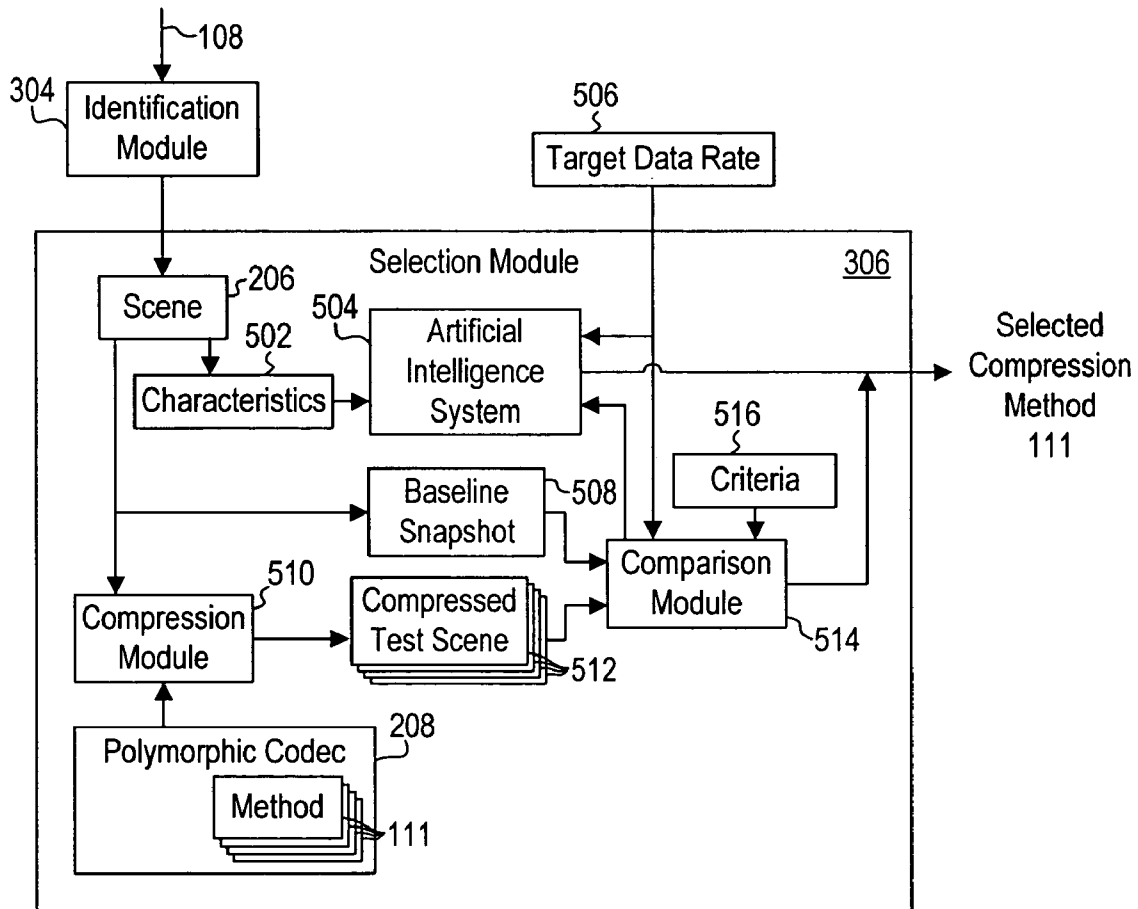 108
304
Identification
Module
506
Target Data Rate
Selection Module
306
Scene
206
502
Characteristics
504
Artificial
Intelligence
System
Selected
Compression
Method
111
516
Criteria
Baseline
Snapshot
508
Comparison
Module
514
510
Compression
Module
Compressed
Test Scene
512
Polymorphic Codec
208
Method
111